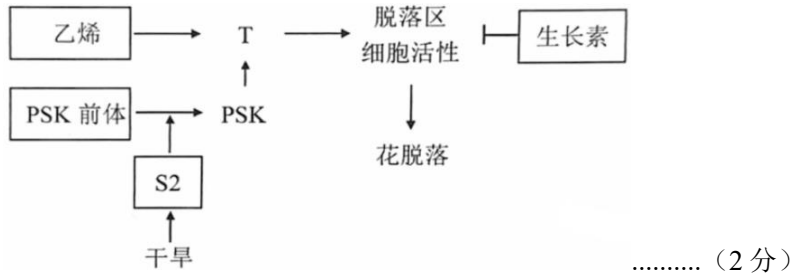 乙烯
T
脱落区
细胞活性
生长素
PSK 前体
PSK
花脱落
S2
干旱
..........（2 分）